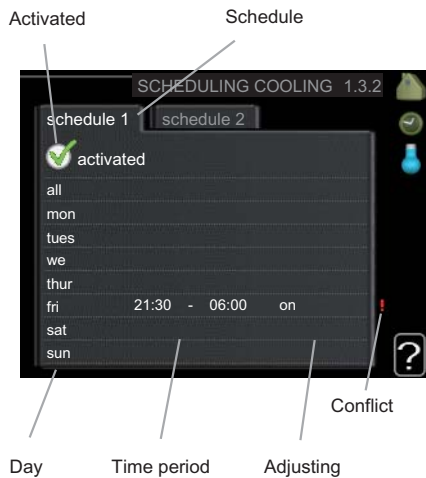 Activated Schedule
SCHEDULING COOLING 1.3.2
schedule 1 schedule 2
activated
all
mon
tues
we
thur
fri 21:30 - 06:00 on !
sat
sun
?
Conflict
Day Time period Adjusting